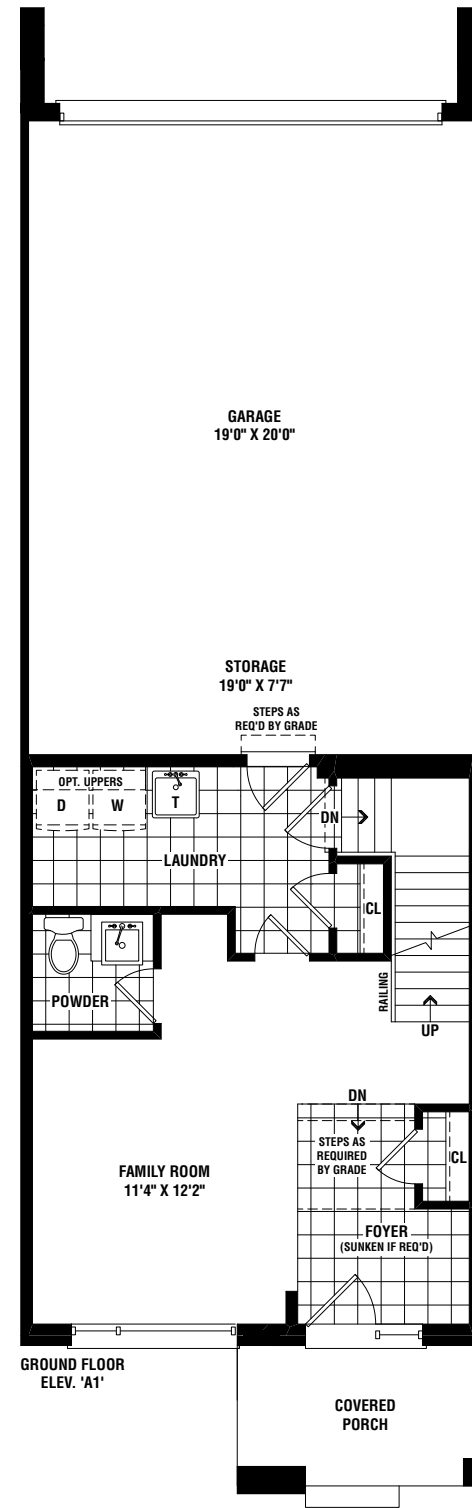 GARAGE
19'0" X 20'0"
STORAGE
19'0" X 7'7"
STEPS AS
REQ'D BY GRADE
OPT. UPPERS
D
W
T
DN
LAUNDRY
CL
POWDER
RAILING
UP
DN
STEPS AS
REQUIRED
BY GRADE
CL
FAMILY ROOM
11'4" X 12'2"
FOYER
(SUNKEN IF REQ'D)
GROUND FLOOR
ELEV. 'A1'
COVERED
PORCH